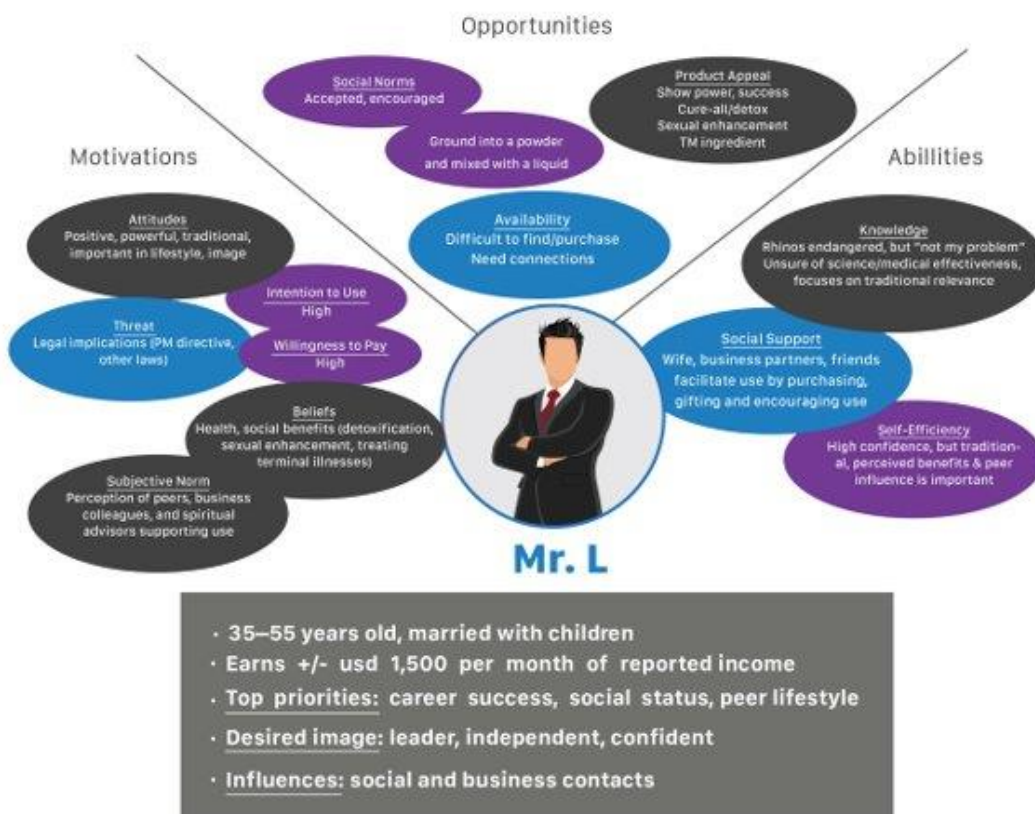 Opportunities
Social Norms
Accepted, encouraged
Ground into a powder
and mixed with a liquid
Product Appeal
Show power, success
Cure-all/detox
Sexual enhancement
TM ingredient
Availability
Difficult to find/purchase
Need connections
Motivations
Attitudes
Positive, powerful, traditional,
important in lifestyle, image
Intention to Use
High
Threat
Legal implications (PM directive,
other laws)
Willingness to Pay
High
Beliefs
Health, social benefits (detoxification,
sexual enhancement, treating
terminal illnesses)
Subjective Norm
Perception of peers, business
colleagues, and spiritual
advisors supporting use
Abillities
Knowledge
Rhinos endangered, but "not my problem"
Unsure of science/medical effectiveness,
focuses on traditional relevance
Social Support
Wife, business partners, friends
facilitate use by purchasing,
gifting and encouraging use
Self-Efficiency
High confidence, but tradition-
al, perceived benefits & peer
influence is important
Mr. L
· 35–55 years old, married with children
· Earns +/- usd 1,500 per month of reported income
· Top priorities: career success, social status, peer lifestyle
· Desired image: leader, independent, confident
· Influences: social and business contacts